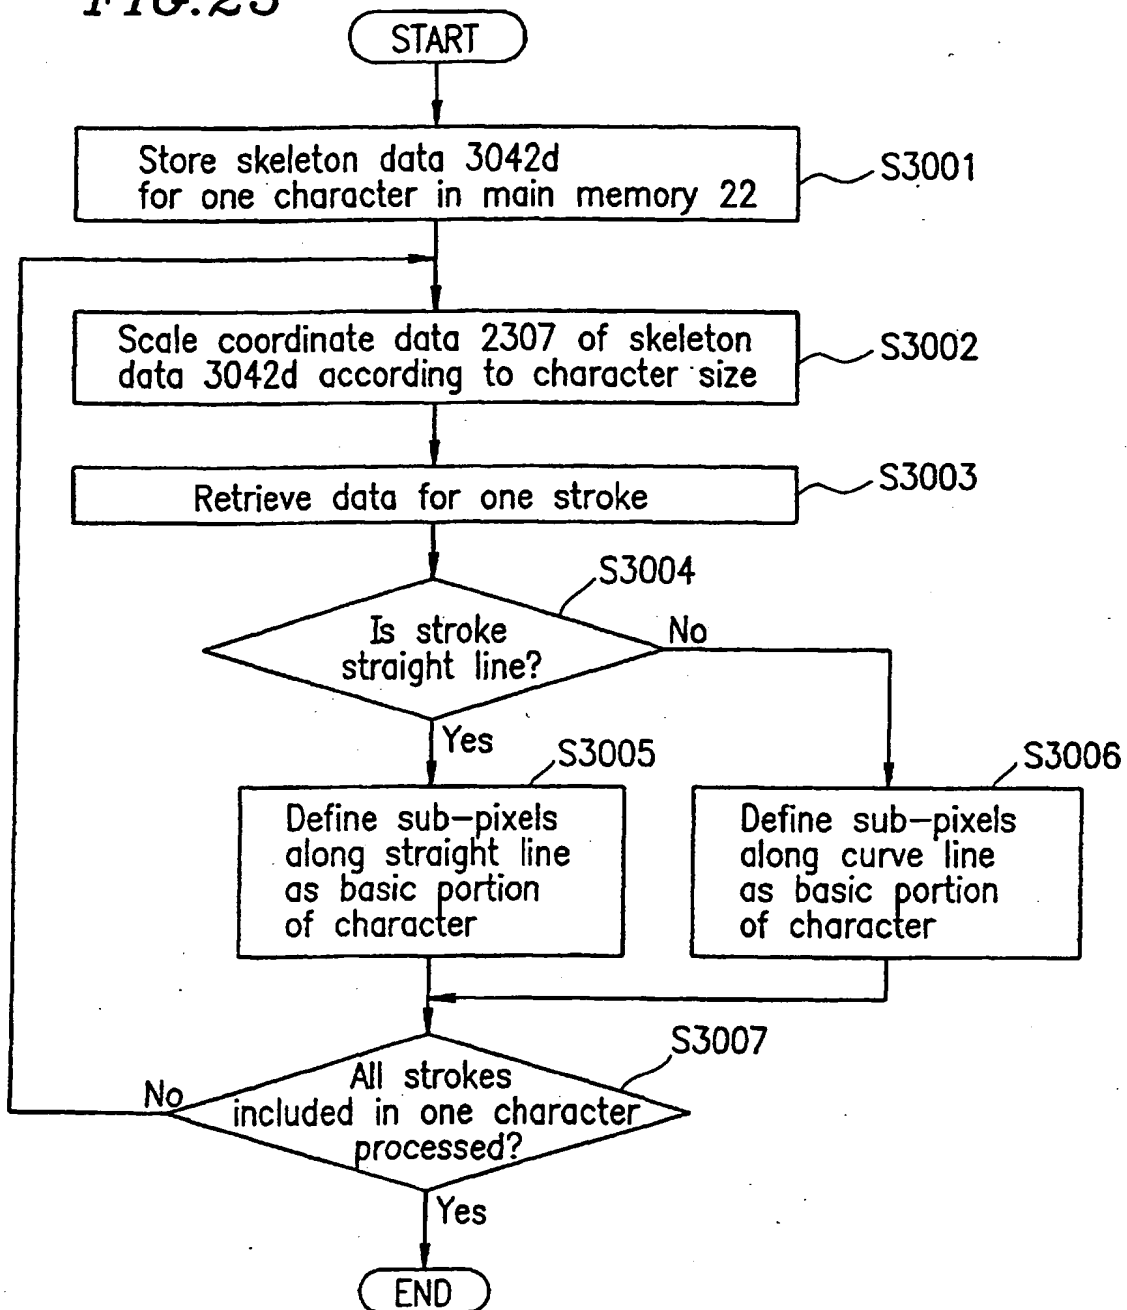 FIG.25
START
Store skeleton data 3042d
for one character in main memory 22
S3001
Scale coordinate data 2307 of skeleton
data 3042d according to character size
S3002
Retrieve data for one stroke
S3003
S3004
Is stroke
straight line?
No
Yes
S3005
S3006
Define sub-pixels
along straight line
as basic portion
of character
Define sub-pixels
along curve line
as basic portion
of character
S3007
No
All strokes
included in one character
processed?
Yes
END